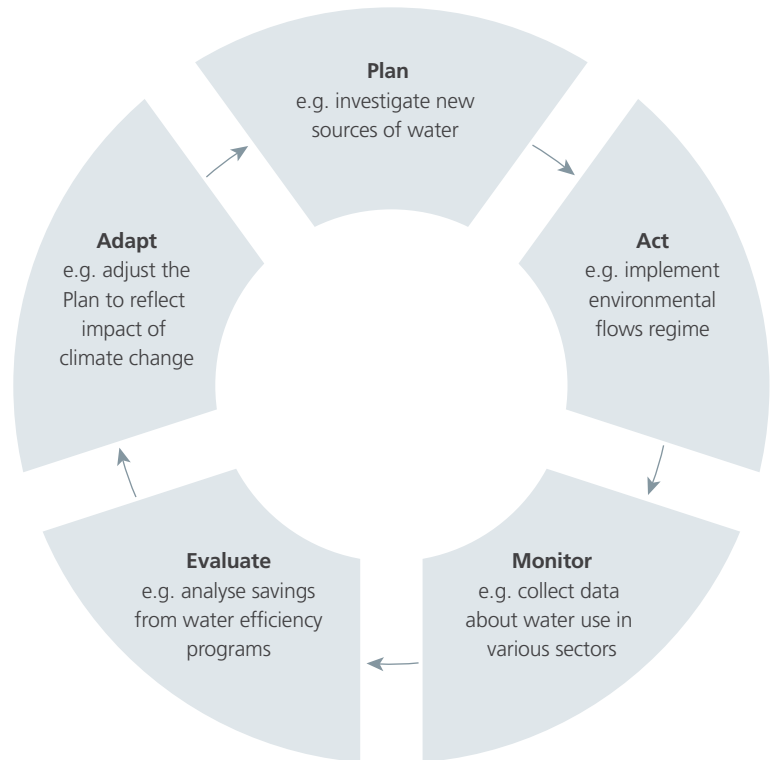 Plan
e.g. investigate new
sources of water
Act
e.g. implement
environmental
flows regime
Monitor
e.g. collect data
about water use in
various sectors
Evaluate
e.g. analyse savings
from water efficiency
programs
Adapt
e.g. adjust the
Plan to reflect
impact of
climate change